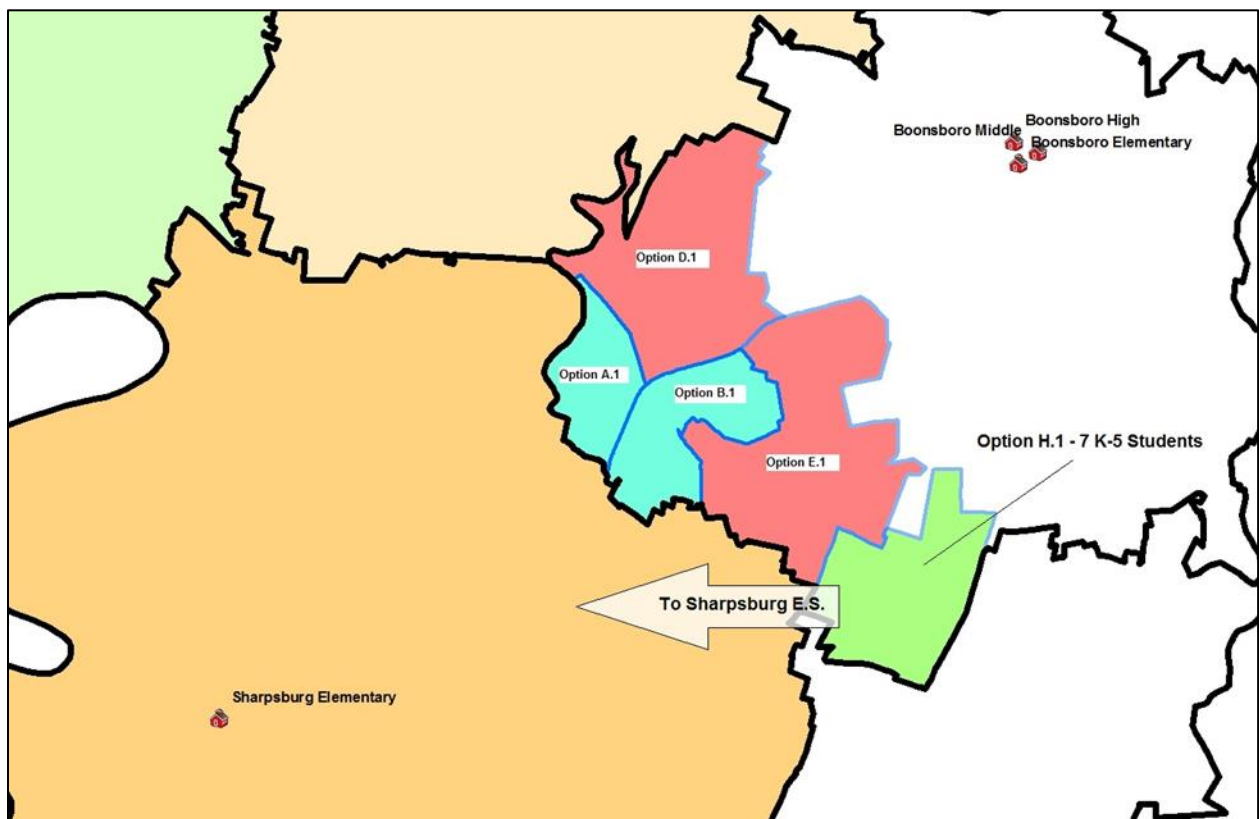 Boonsboro High
Boonsboro Middle
Boonsboro Elementary
Option D.1
Option A.1
Option B.1
Option H.1 - 7 K-5 Students
Option E.1
To Sharpsburg E.S.
Sharpsburg Elementary